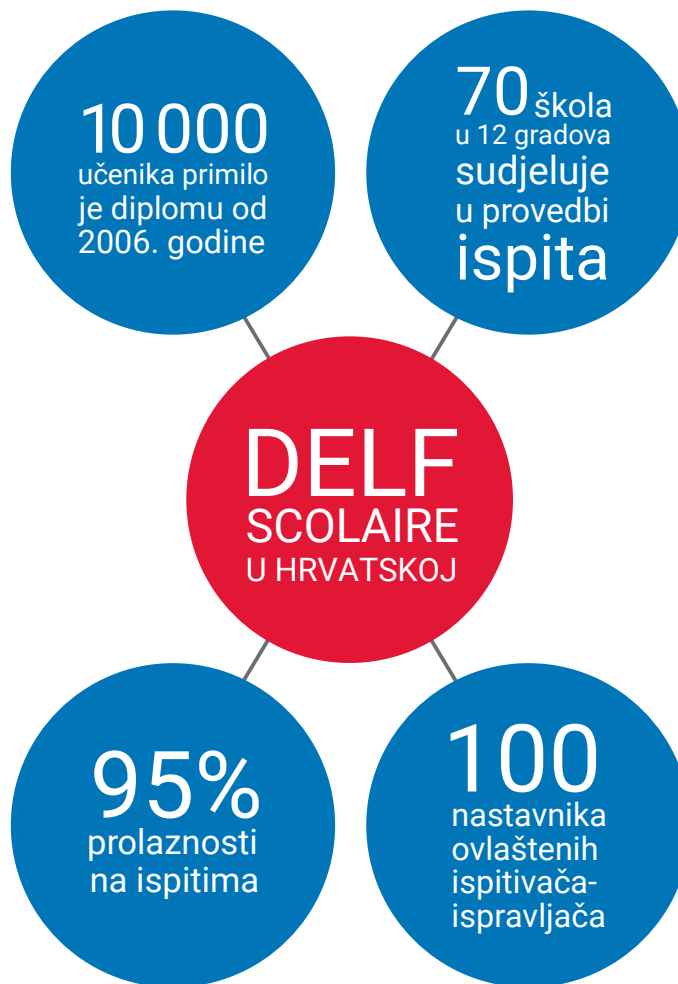 10 000
učenika primilo
je diplomu od
2006. godine
70 škola
u 12 gradova
sudjeluje
u provedbi
ispita
DELF
SCOLAIRE
U HRVATSKOJ
95%
prolaznosti
na ispitima
100
nastavnika
ovlaštenih
ispitivača-
ispravljača